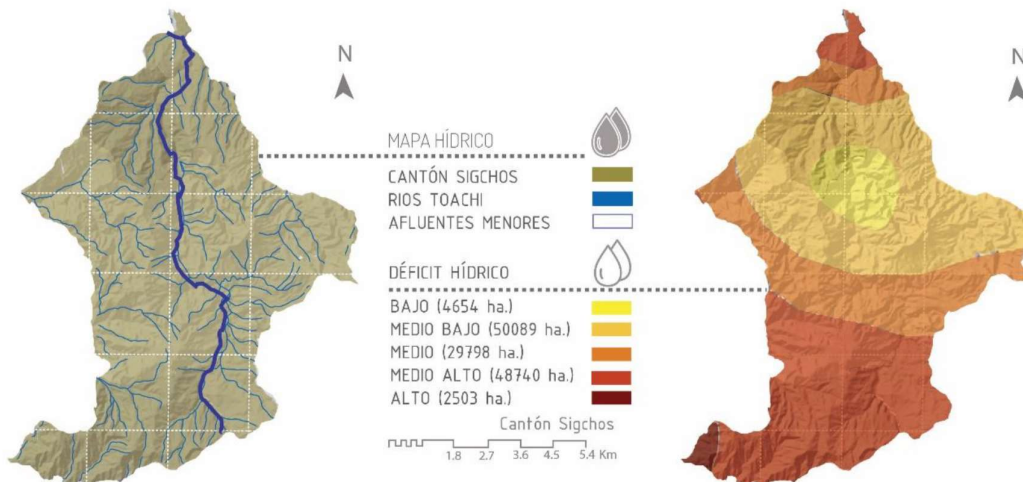 N
MAPA HÍDRICO
CANTÓN SIGCHOS
RIOS TOACHI
AFLUENTES MENORES
DÉFICIT HÍDRICO
BAJO (4654 ha.)
MEDIO BAJO (50089 ha.)
MEDIO (29798 ha.)
MEDIO ALTO (48740 ha.)
ALTO (2503 ha.)
Cantón Sigchos
1.8 2.7 3.6 4.5 5.4 Km
N